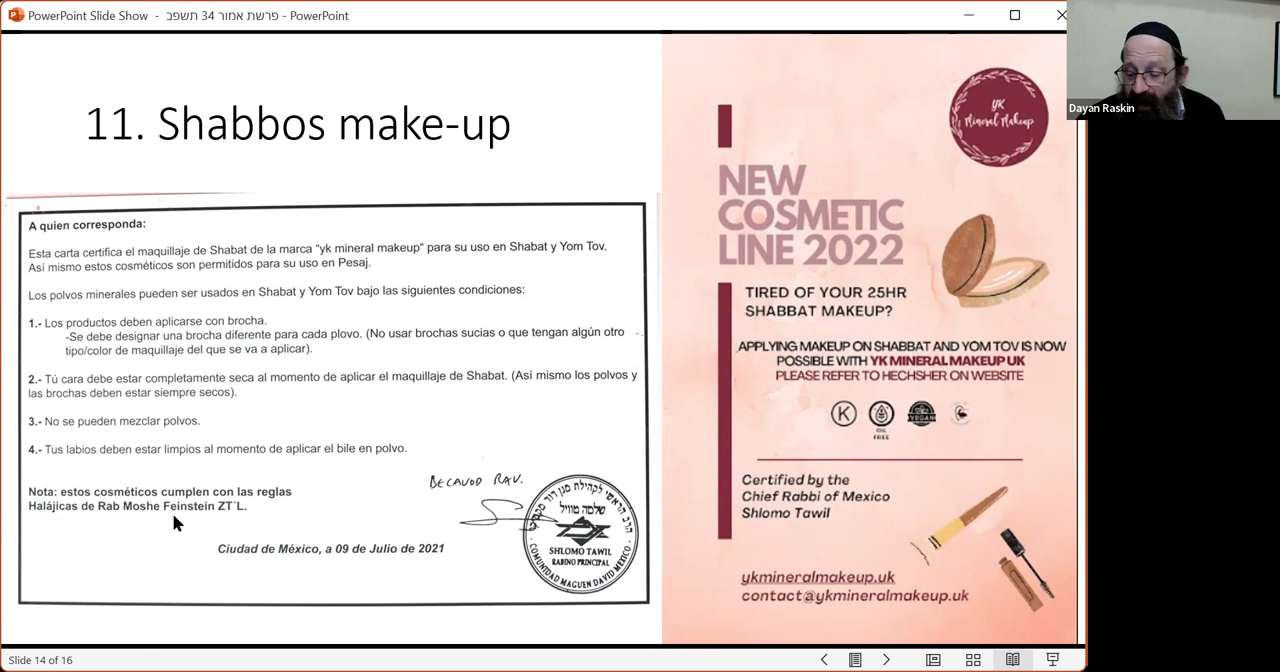 PowerPoint Slide Show - פרשת אמור 34 תשפב - PowerPoint
Dayan Raskin
11. Shabbos make-up
A quien corresponda:
Esta carta certifica el maquillaje de Shabat de la marca "yk mineral makeup" para su uso en Shabat y Yom Tov.
Así mismo estos cosméticos son permitidos para su uso en Pesaj.
Los polvos minerales pueden ser usados en Shabat y Yom Tov bajo las siguientes condiciones:
1.- Los productos deben aplicarse con brocha.
-Se debe designar una brocha diferente para cada plovo. (No usar brochas sucias o que tengan algún otro
tipo/color de maquillaje del que se va a aplicar).
2.- Tú cara debe estar completamente seca al momento de aplicar el maquillaje de Shabat. (Así mismo los polvos y
las brochas deben estar siempre secos).
3.- No se pueden mezclar polvos.
4.- Tus labios deben estar limpios al momento de aplicar el bile en polvo.
BECAVOD RAV.
Nota: estos cosméticos cumplen con las reglas
Halájicas de Rab Moshe Feinstein ZT´L.
Ciudad de México, a 09 de Julio de 2021
שלמה טוויל
SHLOMO TAWIL
RABINO PRINCIPAL
COMUNIDAD MAGUEN DAVID MEXICO
YK
Mineral Makeup
NEW
COSMETIC
LINE 2022
TIRED OF YOUR 25HR
SHABBAT MAKEUP?
APPLYING MAKEUP ON SHABBAT AND YOM TOV IS NOW
POSSIBLE WITH YK MINERAL MAKEUP UK
PLEASE REFER TO HECHSHER ON WEBSITE
K
VEGAN
OIL
FREE
Certified by the
Chief Rabbi of Mexico
Shlomo Tawil
ykmineralmakeup.uk
contact@ykmineralmakeup.uk
Slide 14 of 16